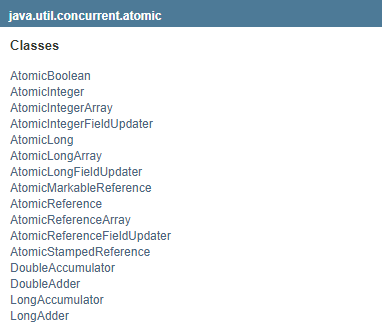 java.util.concurrent.atomic
Classes
AtomicBoolean
AtomicInteger
AtomicIntegerArray
AtomicIntegerFieldUpdater
AtomicLong
AtomicLongArray
AtomicLongFieldUpdater
AtomicMarkableReference
AtomicReference
AtomicReferenceArray
AtomicReferenceFieldUpdater
AtomicStampedReference
DoubleAccumulator
DoubleAdder
LongAccumulator
LongAdder